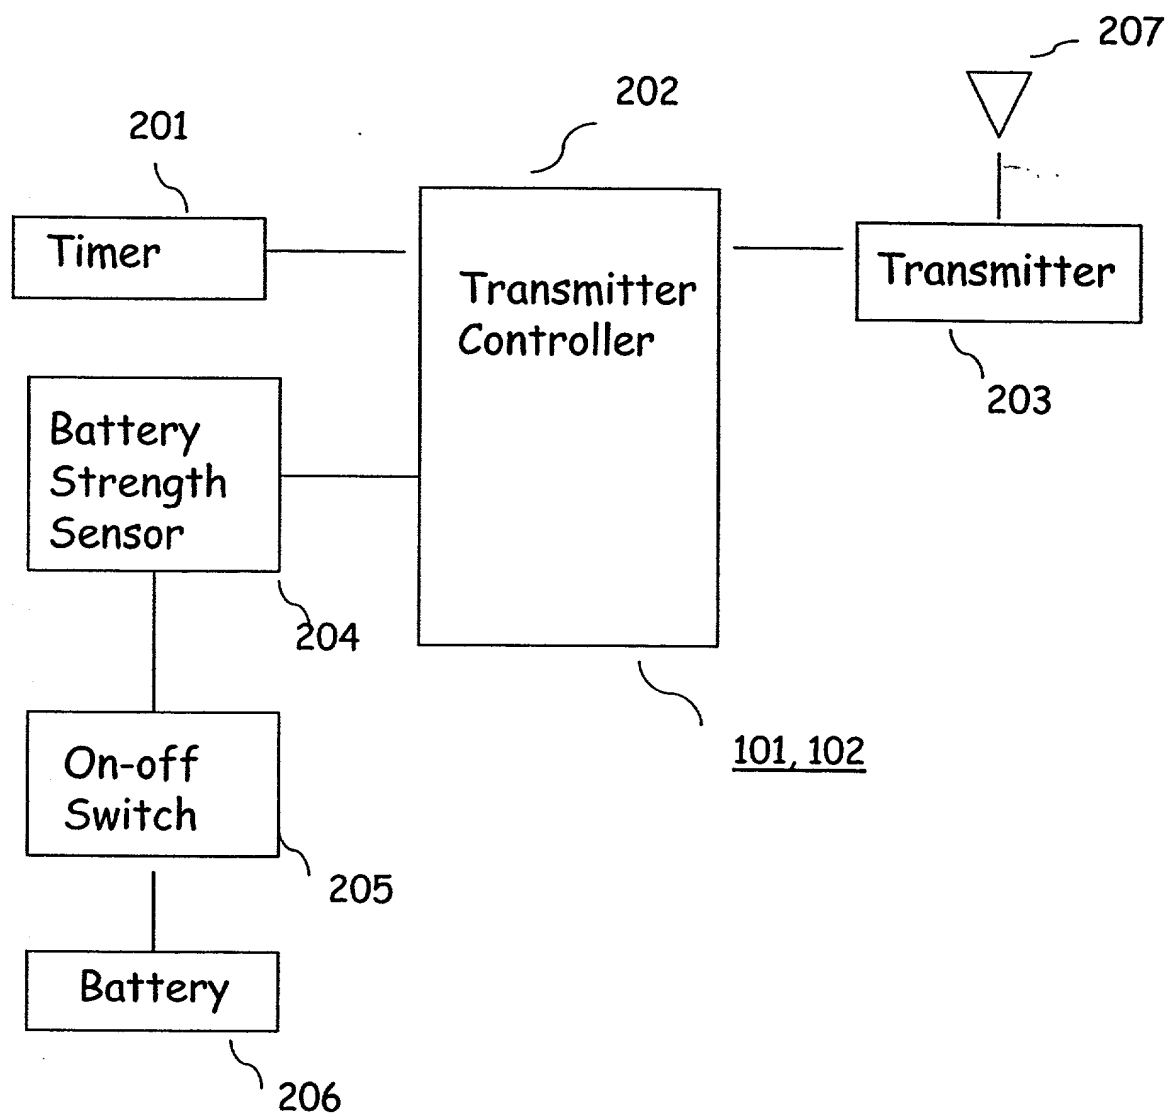 207
202
201
Timer
Transmitter
Controller
Transmitter
203
Battery
Strength
Sensor
204
On-off
Switch
101, 102
205
Battery
206